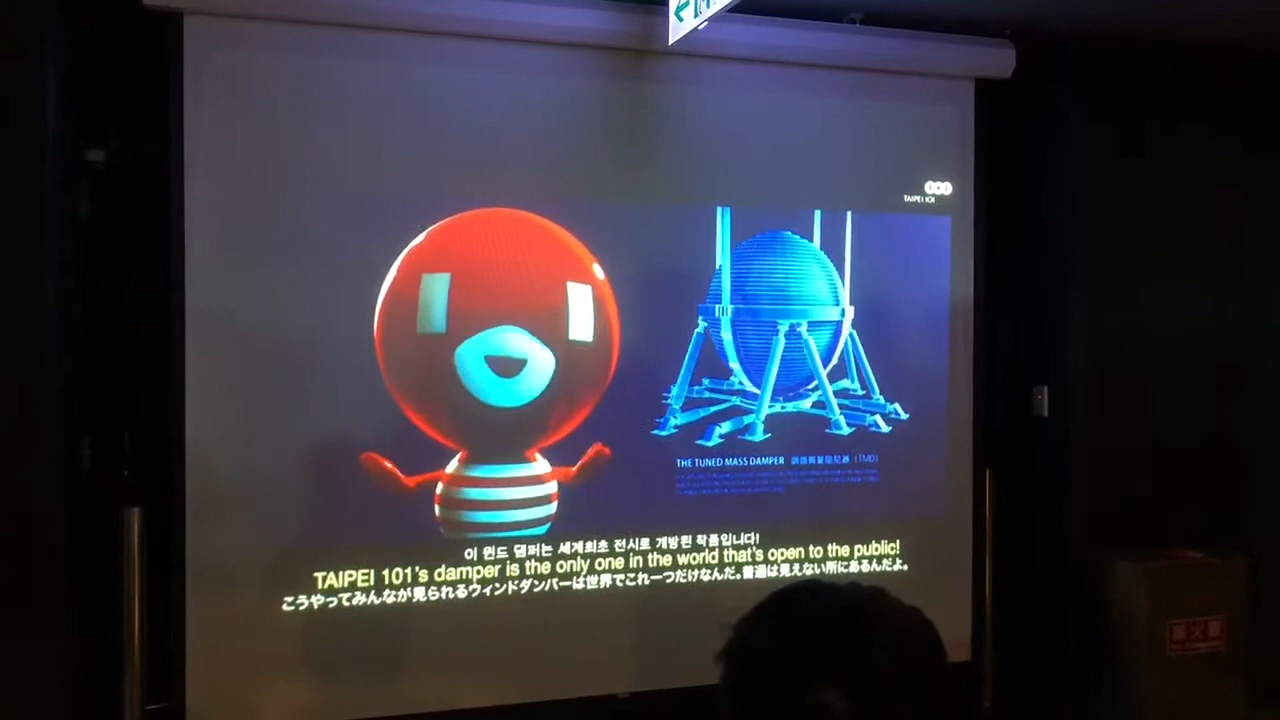 TAIPEI 101
THE TUNED MASS DAMPER 調諧質量阻尼器 (TMD)
이 윈드 댐퍼는 세계최초 전시로 개방된 작품입니다!
TAIPEI 101's damper is the only one in the world that's open to the public!
こうやってみんなが見られるウィンドダンパーは世界でこれ一つだけなんだ。普通は見えない所にあるんだよ。